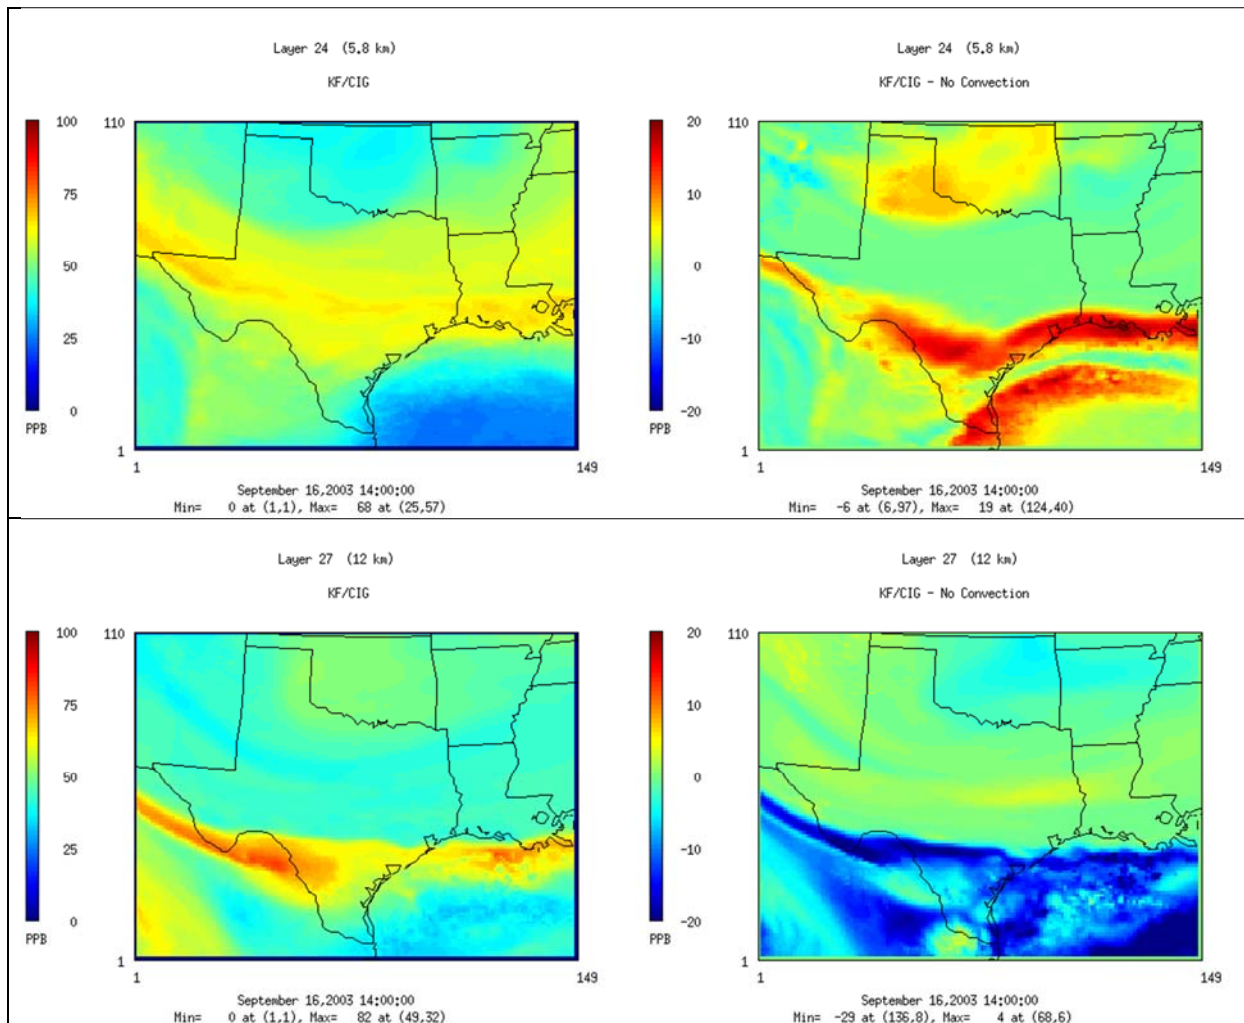 Layer 24 (5.8 km)
KF/CIG
100
75
50
25
0
PPB
110
1
1
149
September 16,2003 14:00:00
Min= 0 at (1,1), Max= 68 at (25,57)
Layer 24 (5.8 km)
KF/CIG - No Convection
20
10
0
-10
-20
PPB
110
1
1
149
September 16,2003 14:00:00
Min= -6 at (6,97), Max= 19 at (124,40)
Layer 27 (12 km)
KF/CIG
100
75
50
25
0
PPB
110
1
1
149
September 16,2003 14:00:00
Min= 0 at (1,1), Max= 82 at (49,32)
Layer 27 (12 km)
KF/CIG - No Convection
20
10
0
-10
-20
PPB
110
1
1
149
September 16,2003 14:00:00
Min= -29 at (136,8), Max= 4 at (68,6)